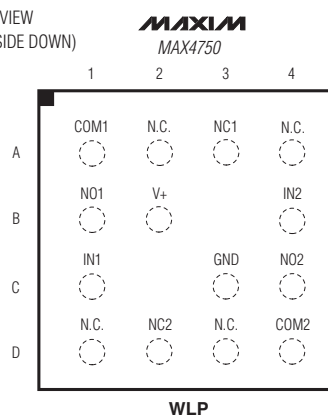 VIEW
SIDE DOWN)
MAXIM
MAX4750
1 2 3 4
A COM1 N.C. NC1 N.C.
B NO1 V+ IN2
C IN1 GND NO2
D N.C. NC2 N.C. COM2
WLP